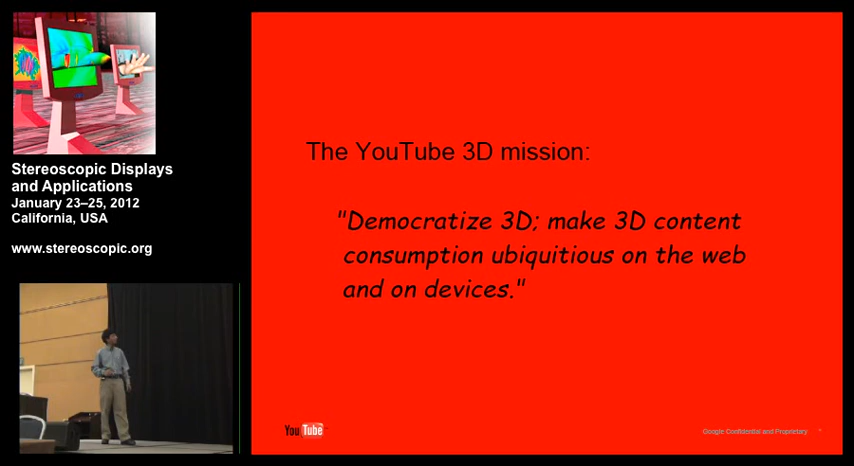 Stereoscopic Displays
and Applications
January 23–25, 2012
California, USA
www.stereoscopic.org
The YouTube 3D mission:
"Democratize 3D; make 3D content
consumption ubiquitious on the web
and on devices."
YouTube
Google Confidential and Proprietary